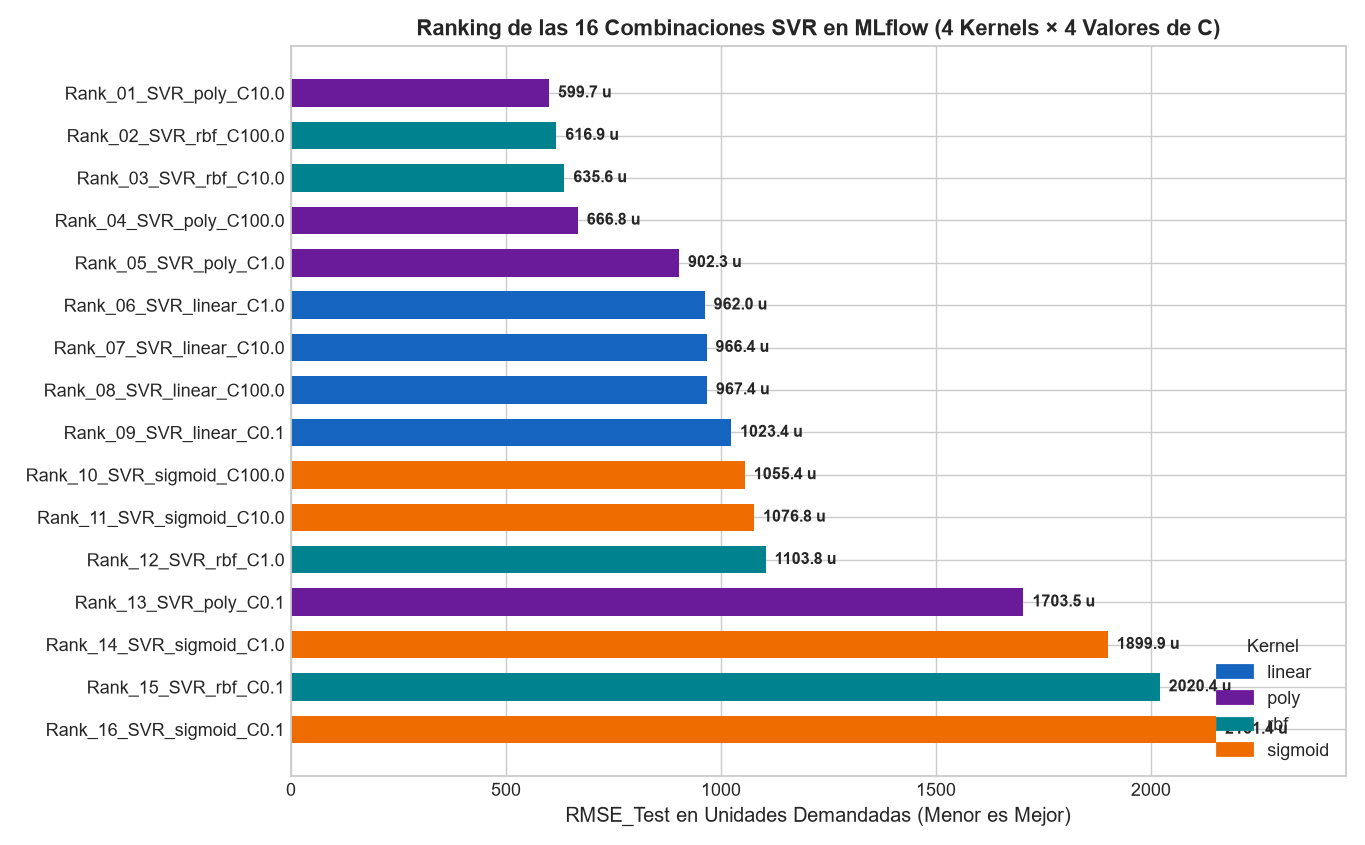 Ranking de las 16 Combinaciones SVR en MLflow (4 Kernels × 4 Valores de C)
Rank_01_SVR_poly_C10.0 599.7 u
Rank_02_SVR_rbf_C100.0 616.9 u
Rank_03_SVR_rbf_C10.0 635.6 u
Rank_04_SVR_poly_C100.0 666.8 u
Rank_05_SVR_poly_C1.0 902.3 u
Rank_06_SVR_linear_C1.0 962.0 u
Rank_07_SVR_linear_C10.0 966.4 u
Rank_08_SVR_linear_C100.0 967.4 u
Rank_09_SVR_linear_C0.1 1023.4 u
Rank_10_SVR_sigmoid_C100.0 1055.4 u
Rank_11_SVR_sigmoid_C10.0 1076.8 u
Rank_12_SVR_rbf_C1.0 1103.8 u
Rank_13_SVR_poly_C0.1 1703.5 u
Rank_14_SVR_sigmoid_C1.0 1899.9 u
Rank_15_SVR_rbf_C0.1 2020.4 u
Rank_16_SVR_sigmoid_C0.1
Kernel
linear
poly
rbf
sigmoid
0 500 1000 1500 2000
RMSE_Test en Unidades Demandadas (Menor es Mejor)